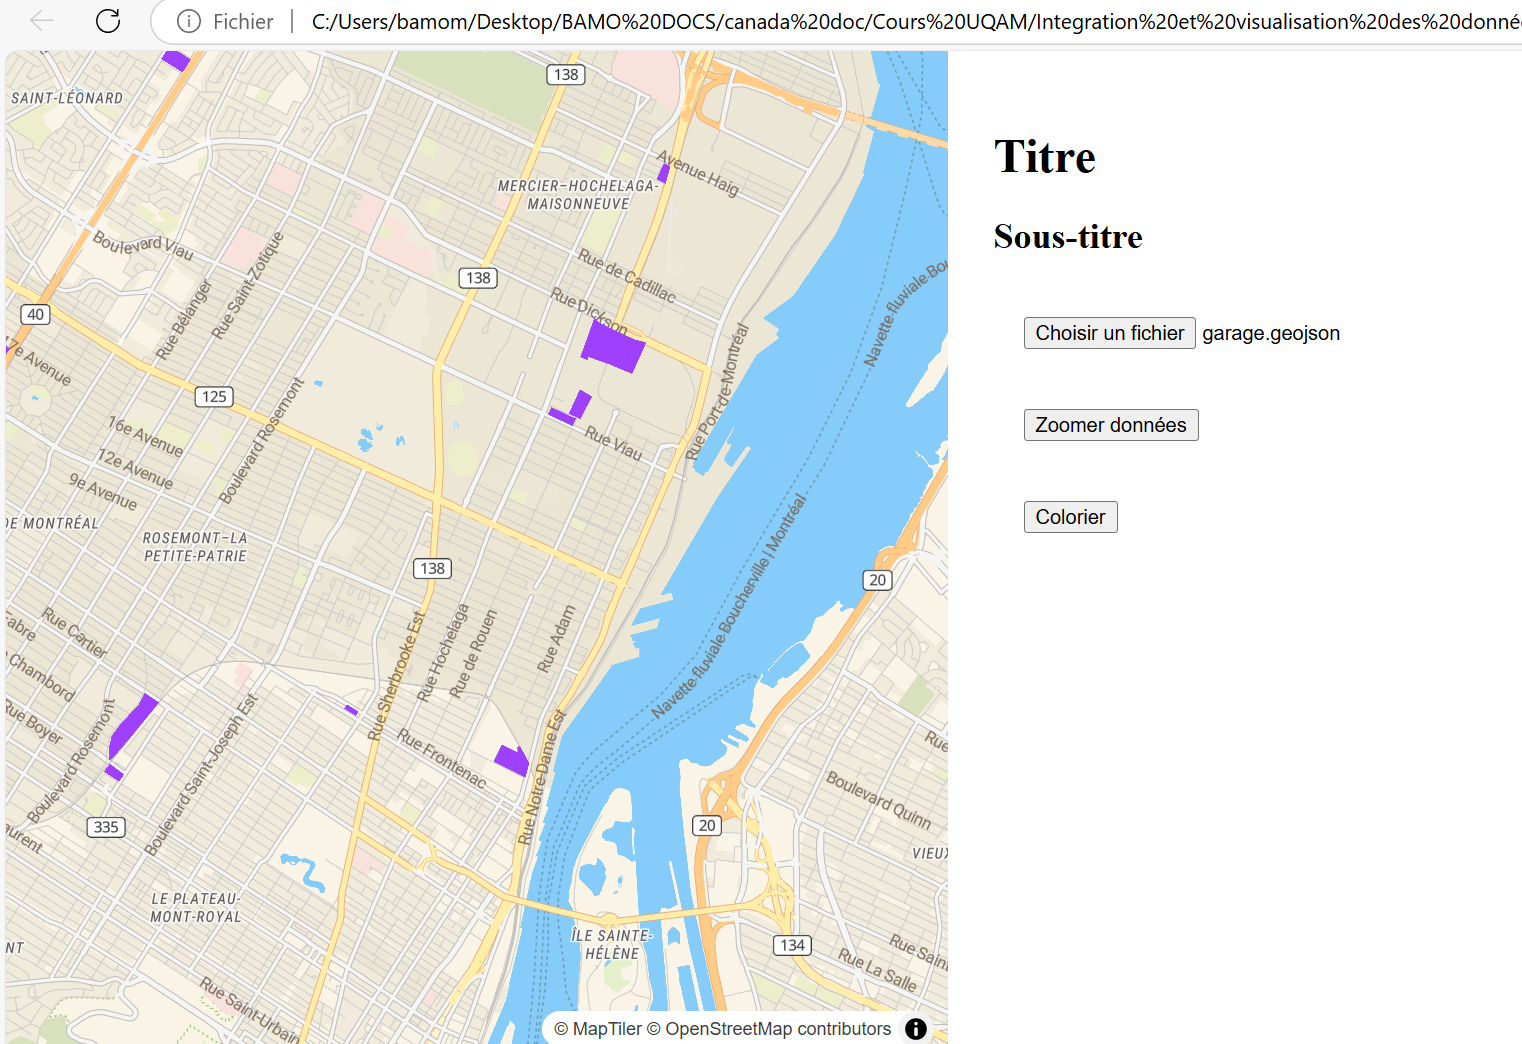 Fichier
C:/Users/bamom/Desktop/BAMO%20DOCS/canada%20doc/Cours%20UQAM/Integration%20et%20visualisation%20des%20donné
138
SAINT-LÉONARD
Avenue Haig
MERCIER–HOCHELAGA-
MAISONNEUVE
Boulevard Viau
Rue Saint-Zotique
Rue de Cadillac
138
Rue Bélanger
Rue Dickson
40
17e Avenue
Rue Port-de-Montréal
125
Boulevard Rosemont
16e Avenue
Rue Viau
12e Avenue
9e Avenue
DE MONTRÉAL
ROSEMONT–LA
PETITE-PATRIE
138
20
Navette fluviale Bou
Navette fluviale Boucherville | Montréal
Rue Cartier
Rue Sherbrooke Est
Rue Hochelaga
Rue de Rouen
Rue Adam
Fabre
Chambord
Rue Boyer
Boulevard Rosemont
Boulevard Saint-Joseph Est
Rue Frontenac
Rue Notre-Dame Est
Rue
Boulevard Quinn
335
20
aurent
VIEUX
LE PLATEAU-
MONT-ROYAL
ÎLE SAINTE-
HÉLÈNE
NT
134
Rue Saint
Rue La Salle
Rue Saint-Urbain
© MapTiler © OpenStreetMap contributors
Titre
Sous-titre
Choisir un fichier garage.geojson
Zoomer données
Colorier